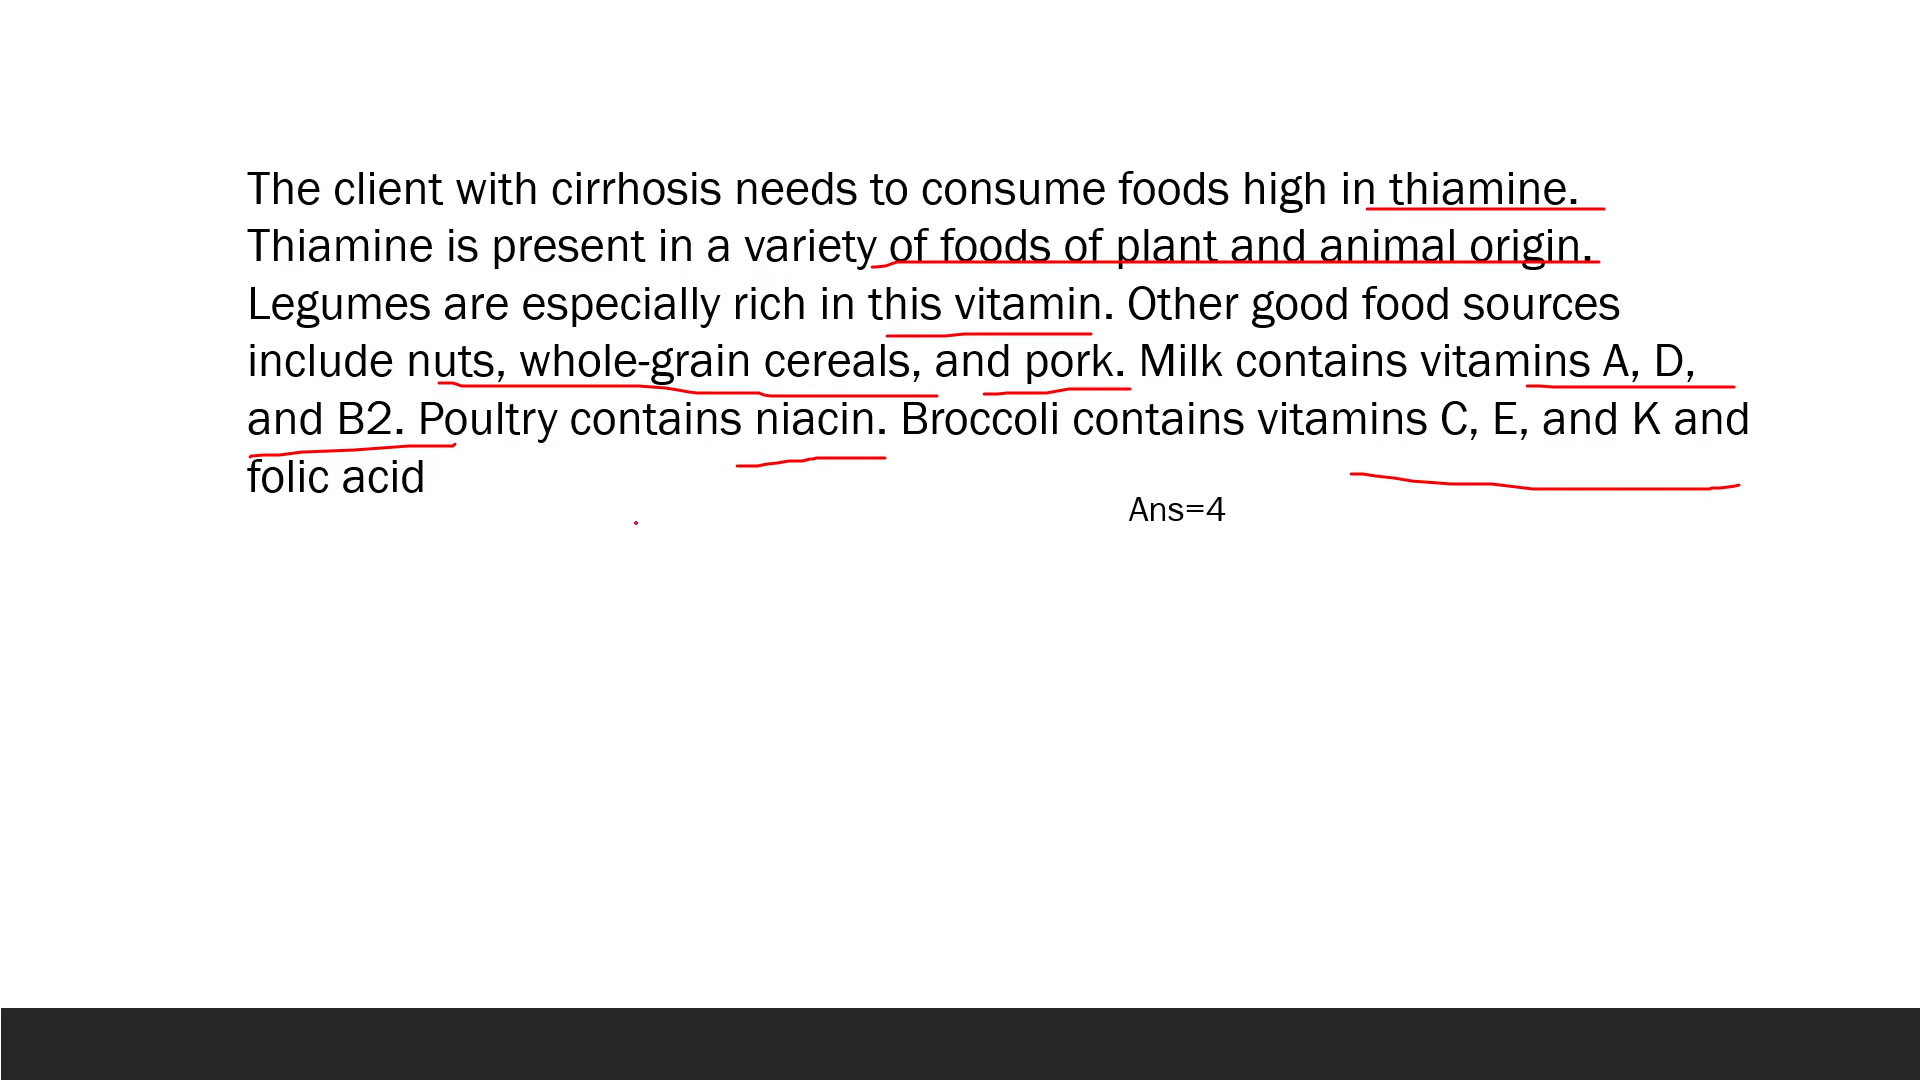 The client with cirrhosis needs to consume foods high in thiamine.
Thiamine is present in a variety of foods of plant and animal origin.
Legumes are especially rich in this vitamin. Other good food sources
include nuts, whole-grain cereals, and pork. Milk contains vitamins A, D,
and B2. Poultry contains niacin. Broccoli contains vitamins C, E, and K and
folic acid
Ans=4